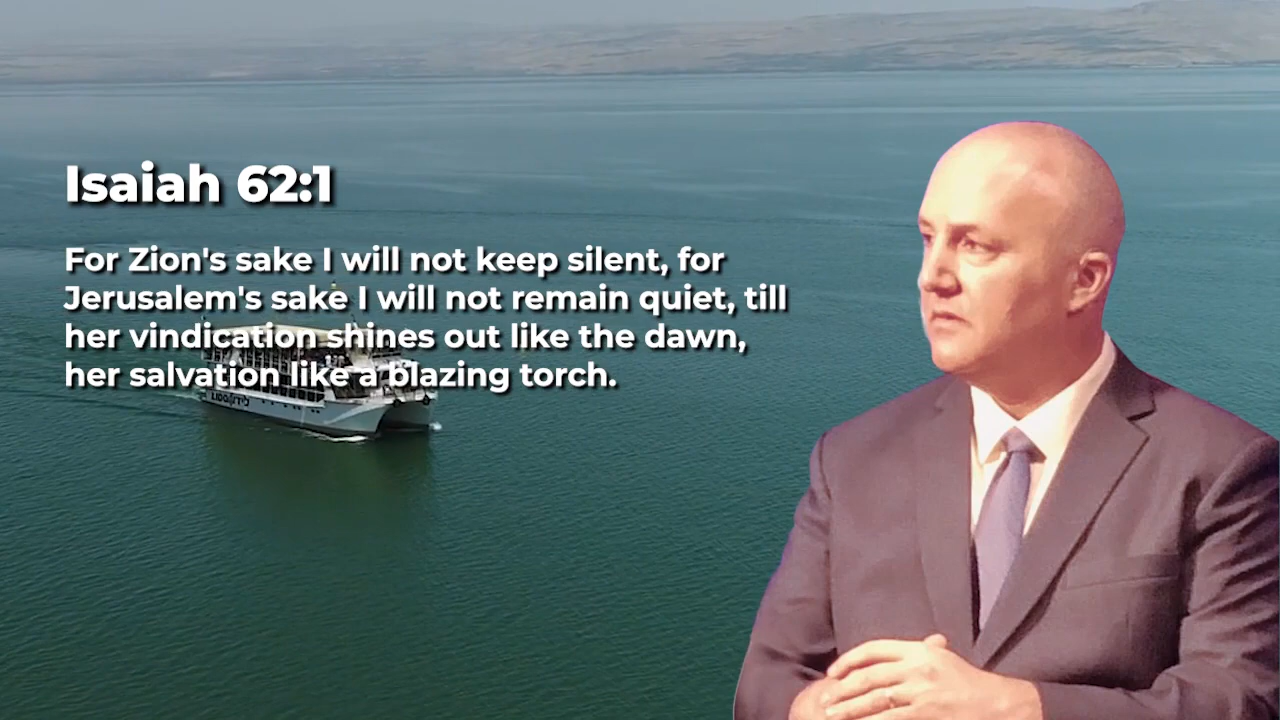 Isaiah 62:1
For Zion's sake I will not keep silent, for
Jerusalem's sake I will not remain quiet, till
her vindication shines out like the dawn,
her salvation like a blazing torch.